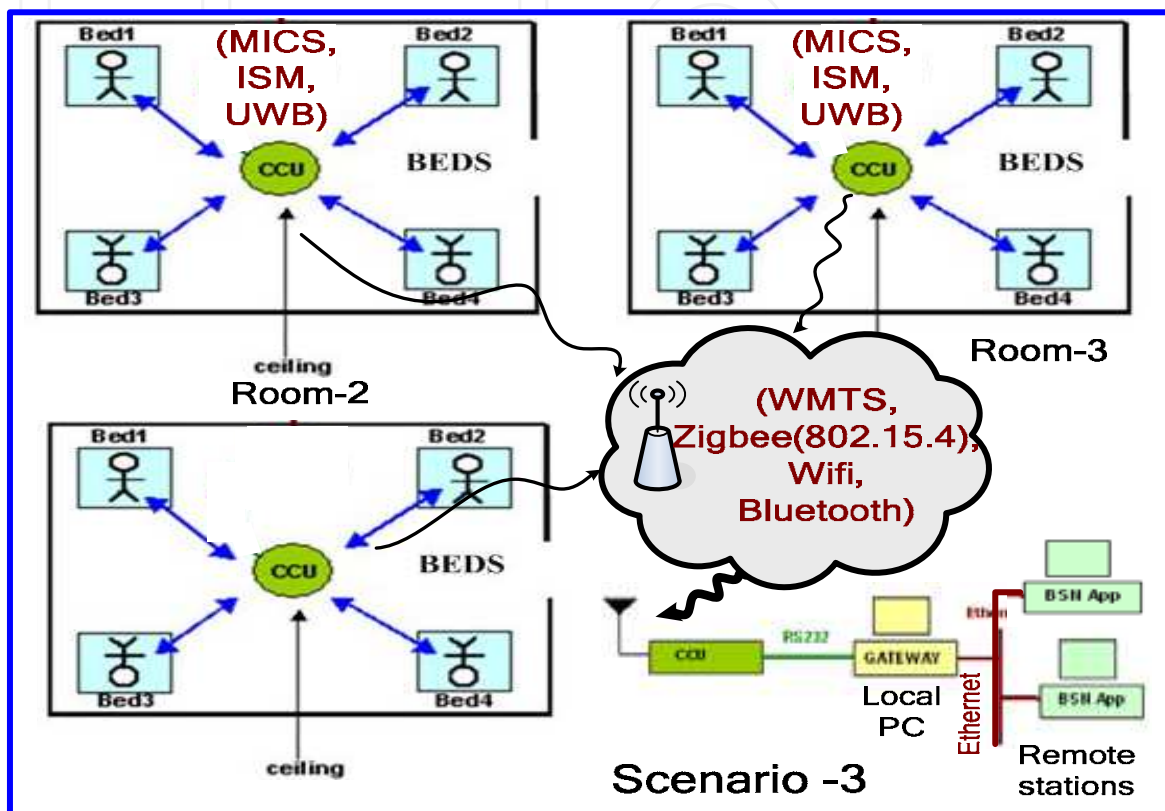 Bed1
(MICS,
ISM,
UWB)
Bed2
CCU
BEDS
Bed3
Bed4
ceiling
Room-2
Bed1
(MICS,
ISM,
UWB)
Bed2
CCU
BEDS
Bed3
Bed4
Room-3
Bed1
Bed2
CCU
BEDS
Bed3
Bed4
ceiling
(WMTS,
Zigbee(802.15.4),
Wifi,
Bluetooth)
CCU
RS232
GATEWAY
Local
PC
Ethern
Ethernet
BSN App
BSN App
Remote
stations
Scenario -3